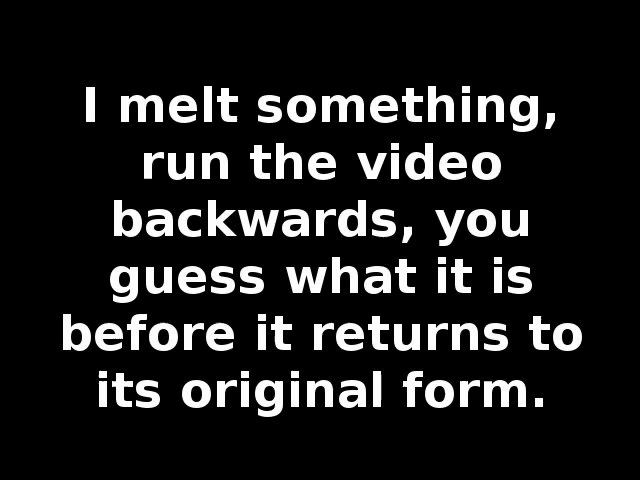 I melt something,
run the video
backwards, you
guess what it is
before it returns to
its original form.